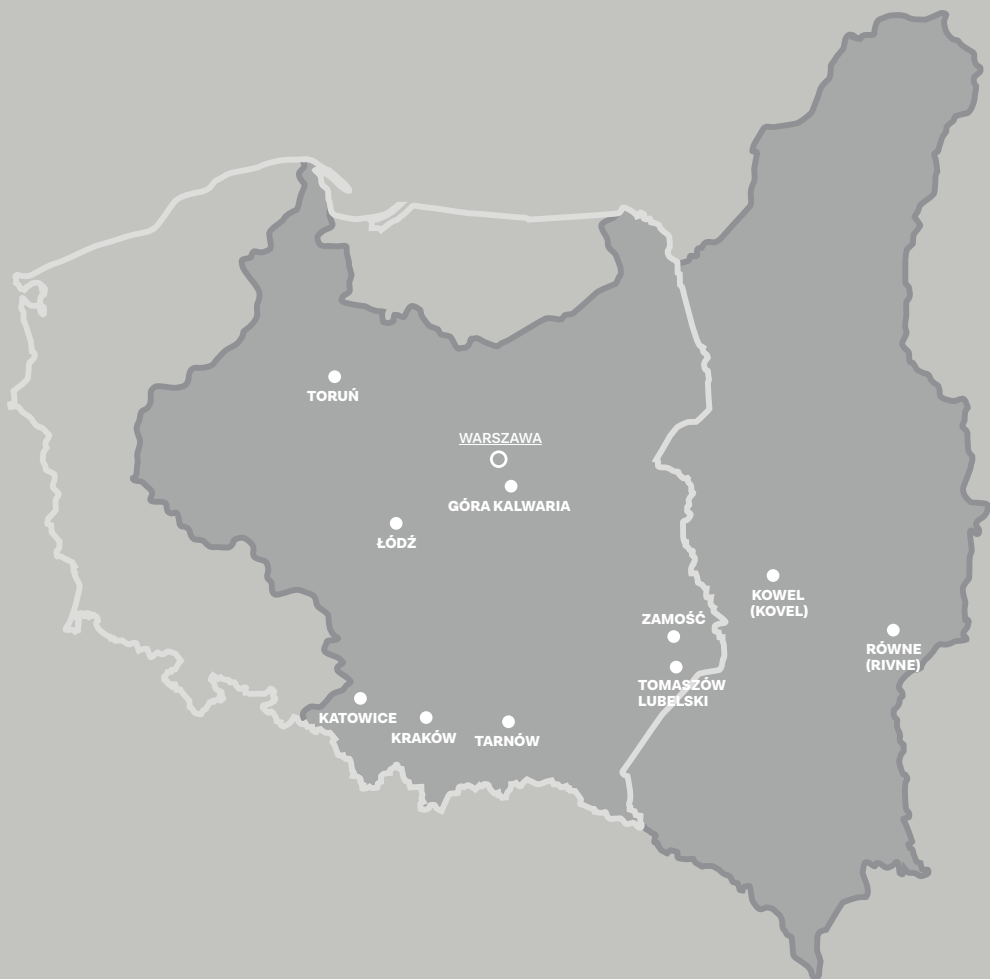 TORUŃ
WARSZAWA
GÓRA KALWARIA
ŁÓDŹ
KOWEL
(KOVEL)
ZAMOŚĆ
RÓWNE
(RIVNE)
TOMASZÓW
LUBELSKI
KATOWICE
KRAKÓW
TARNÓW